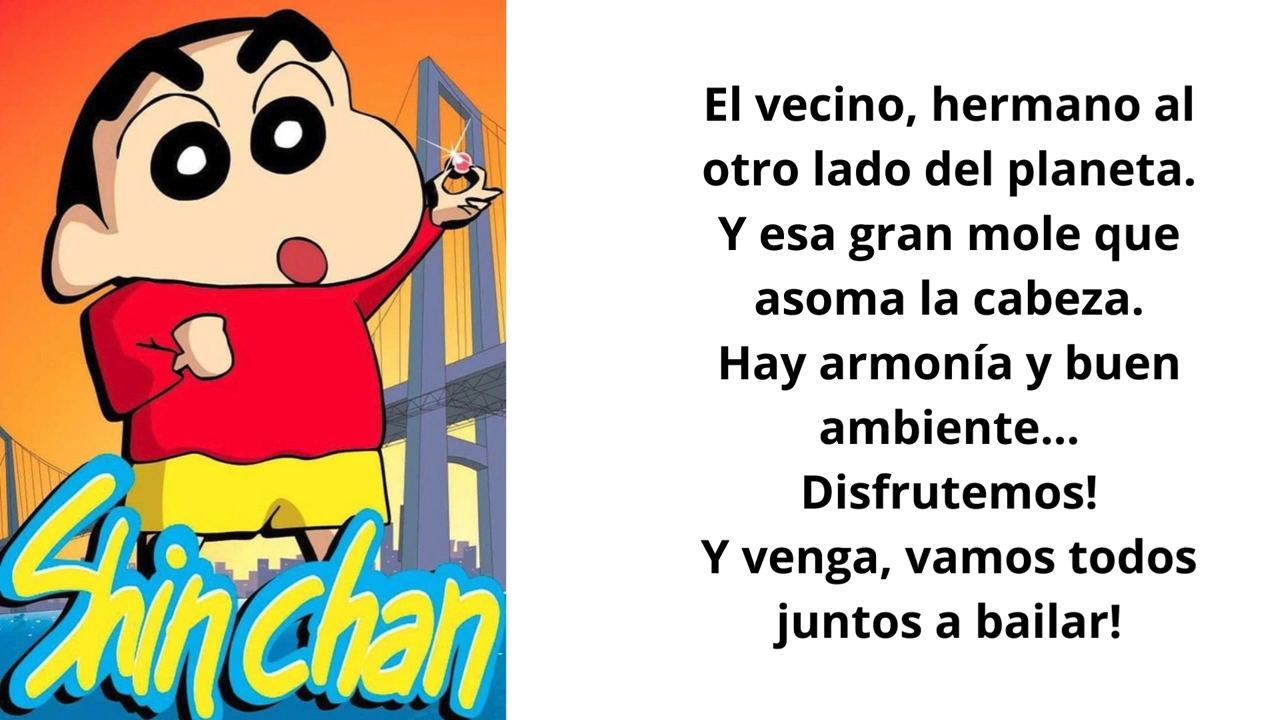 Shin chan
El vecino, hermano al
otro lado del planeta.
Y esa gran mole que
asoma la cabeza.
Hay armonía y buen
ambiente...
Disfrutemos!
Y venga, vamos todos
juntos a bailar!